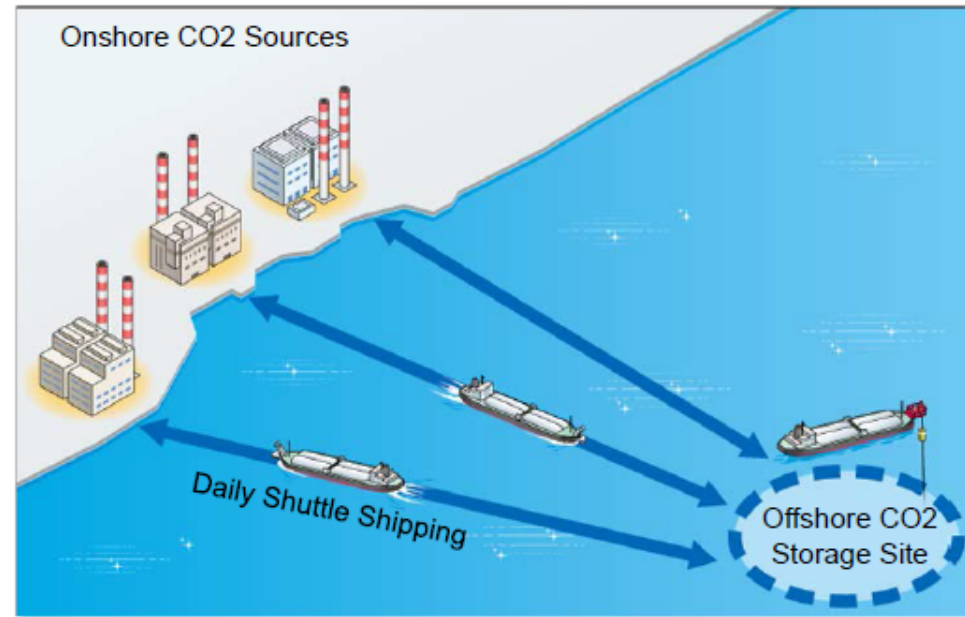 Onshore CO2 Sources
Daily Shuttle Shipping
Offshore CO2
Storage Site